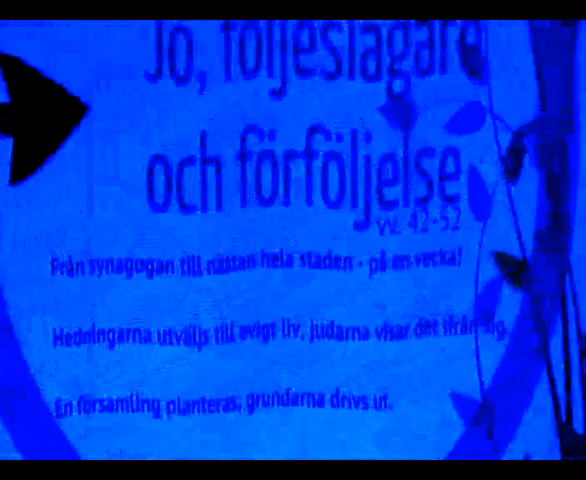 Jo, följeslagare
och förföljelse
vv. 42-52
Från synagogan till nästan hela staden - på en vecka!
Hedningarna utväljs till evigt liv, judarna visar det ifrån sig.
En församling planteras, grundarna drivs ut.